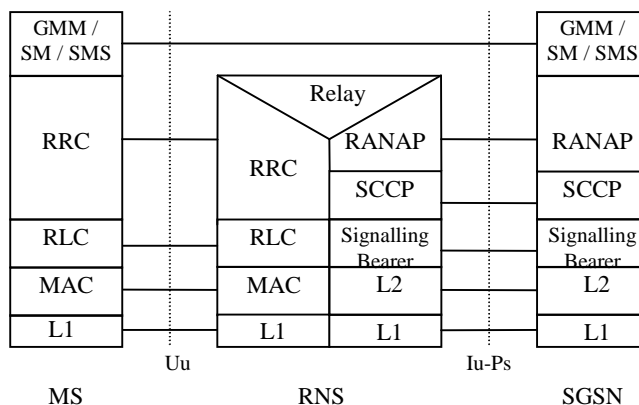 GMM /
SM / SMS
GMM /
SM / SMS
Relay
RRC
RRC
RANAP
RANAP
SCCP
SCCP
RLC
RLC
Signalling
Bearer
Signalling
Bearer
MAC
MAC
L2
L2
L1
L1
L1
L1
Uu
Iu-Ps
MS
RNS
SGSN